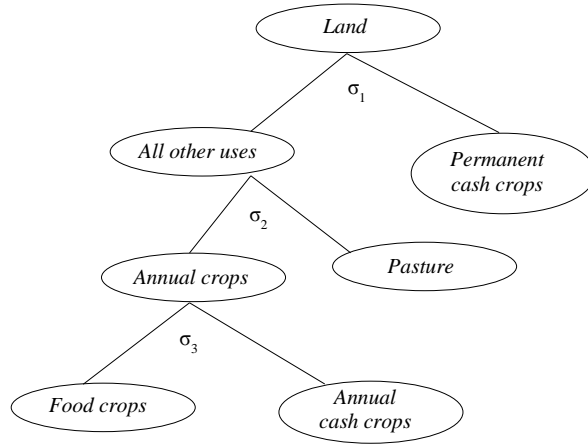 Land
σ1
All other uses
Permanent
cash crops
σ2
Annual crops
Pasture
σ3
Food crops
Annual
cash crops